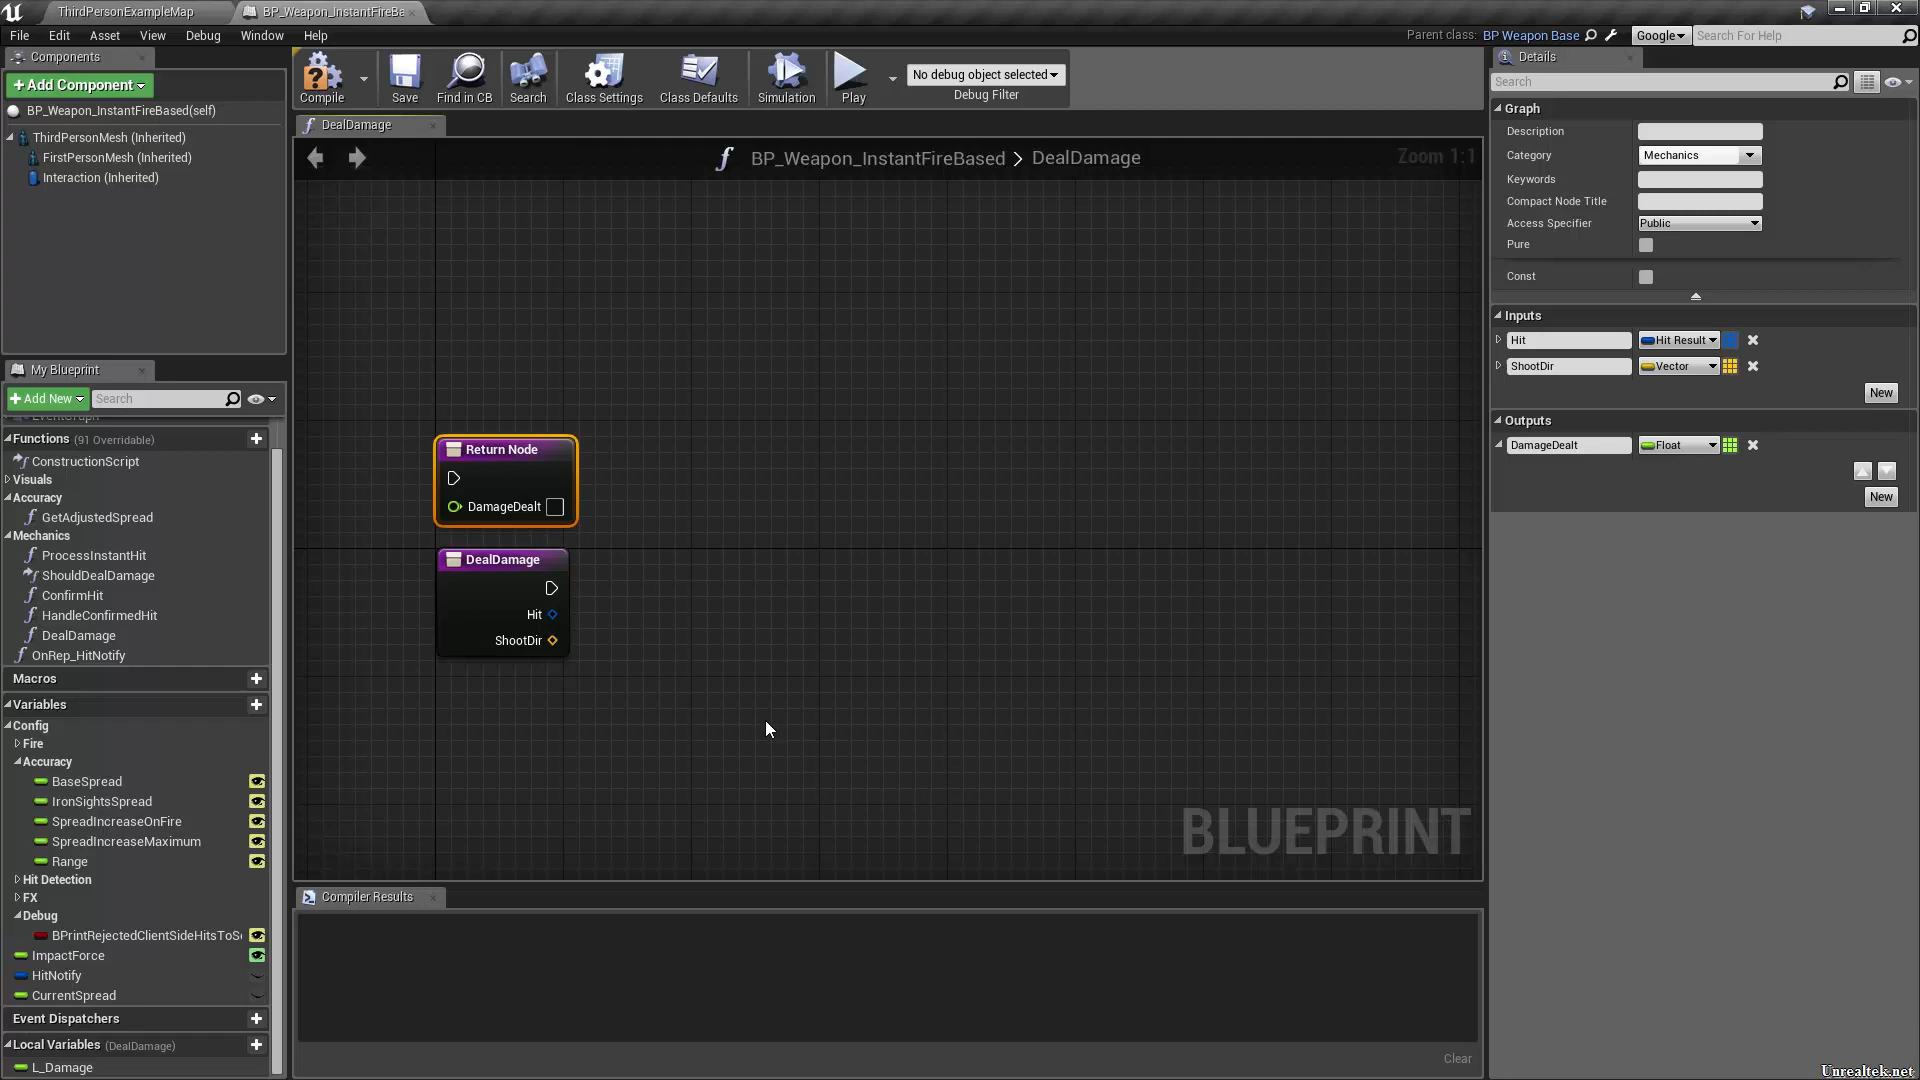 ThirdPersonExampleMap
BP_Weapon_InstantFireBa
File Edit Asset View Debug Window Help
Parent class: BP Weapon Base
Google
Search For Help
Components
+Add Component
BP_Weapon_InstantFireBased(self)
ThirdPersonMesh (Inherited)
FirstPersonMesh (Inherited)
Interaction (Inherited)
My Blueprint
+Add New
Search
EventGraph
Functions (91 Overridable)
ConstructionScript
Visuals
Accuracy
GetAdjustedSpread
Mechanics
ProcessInstantHit
ShouldDealDamage
ConfirmHit
HandleConfirmedHit
DealDamage
OnRep_HitNotify
Macros
Variables
Config
Fire
Accuracy
BaseSpread
IronSightsSpread
SpreadIncreaseOnFire
SpreadIncreaseMaximum
Range
Hit Detection
FX
Debug
BPrintRejectedClientSideHitsToS
ImpactForce
HitNotify
CurrentSpread
Event Dispatchers
Local Variables (DealDamage)
L_Damage
Compile
Save
Find in CB
Search
Class Settings
Class Defaults
Simulation
Play
No debug object selected
Debug Filter
DealDamage
BP_Weapon_InstantFireBased > DealDamage
Zoom 1:1
Return Node
DamageDealt
DealDamage
Hit
ShootDir
BLUEPRINT
Compiler Results
Clear
Details
Search
Graph
Description
Category Mechanics
Keywords
Compact Node Title
Access Specifier Public
Pure
Const
Inputs
Hit Hit Result
ShootDir Vector
New
Outputs
DamageDealt Float
New
Unrealtek.net